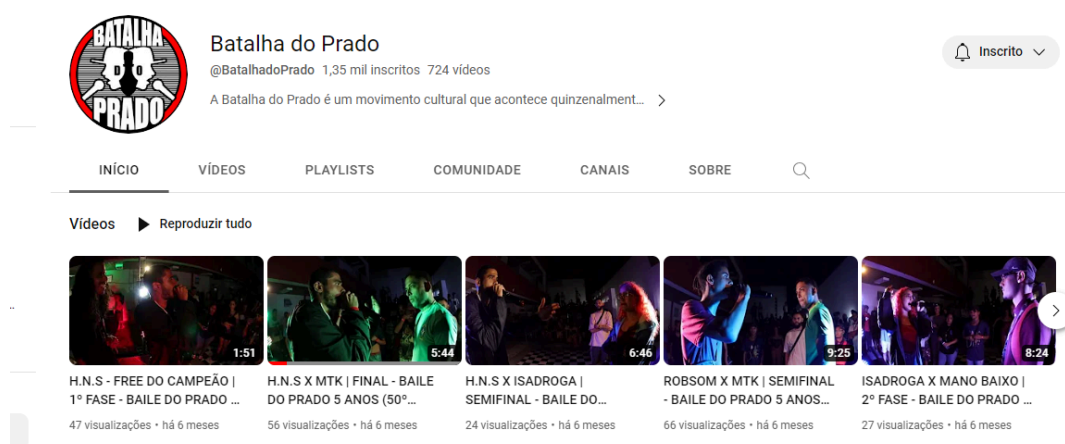 BATALHA
DO
PRADO
Batalha do Prado
@BatalhadoPrado 1,35 mil inscritos 724 vídeos
A Batalha do Prado é um movimento cultural que acontece quinzenalment...
Inscrito
INÍCIO VÍDEOS PLAYLISTS COMUNIDADE CANAIS SOBRE
Vídeos Reproduzir tudo
1:51 5:44 6:46 9:25 8:24
H.N.S - FREE DO CAMPEÃO |
1º FASE - BAILE DO PRADO ...
47 visualizações • há 6 meses
H.N.S X MTK | FINAL - BAILE
DO PRADO 5 ANOS (50º...
56 visualizações • há 6 meses
H.N.S X ISADROGA |
SEMIFINAL - BAILE DO...
24 visualizações • há 6 meses
ROBSOM X MTK | SEMIFINAL
- BAILE DO PRADO 5 ANOS...
66 visualizações • há 6 meses
ISADROGA X MANO BAIXO |
2º FASE - BAILE DO PRADO ...
27 visualizações • há 6 meses